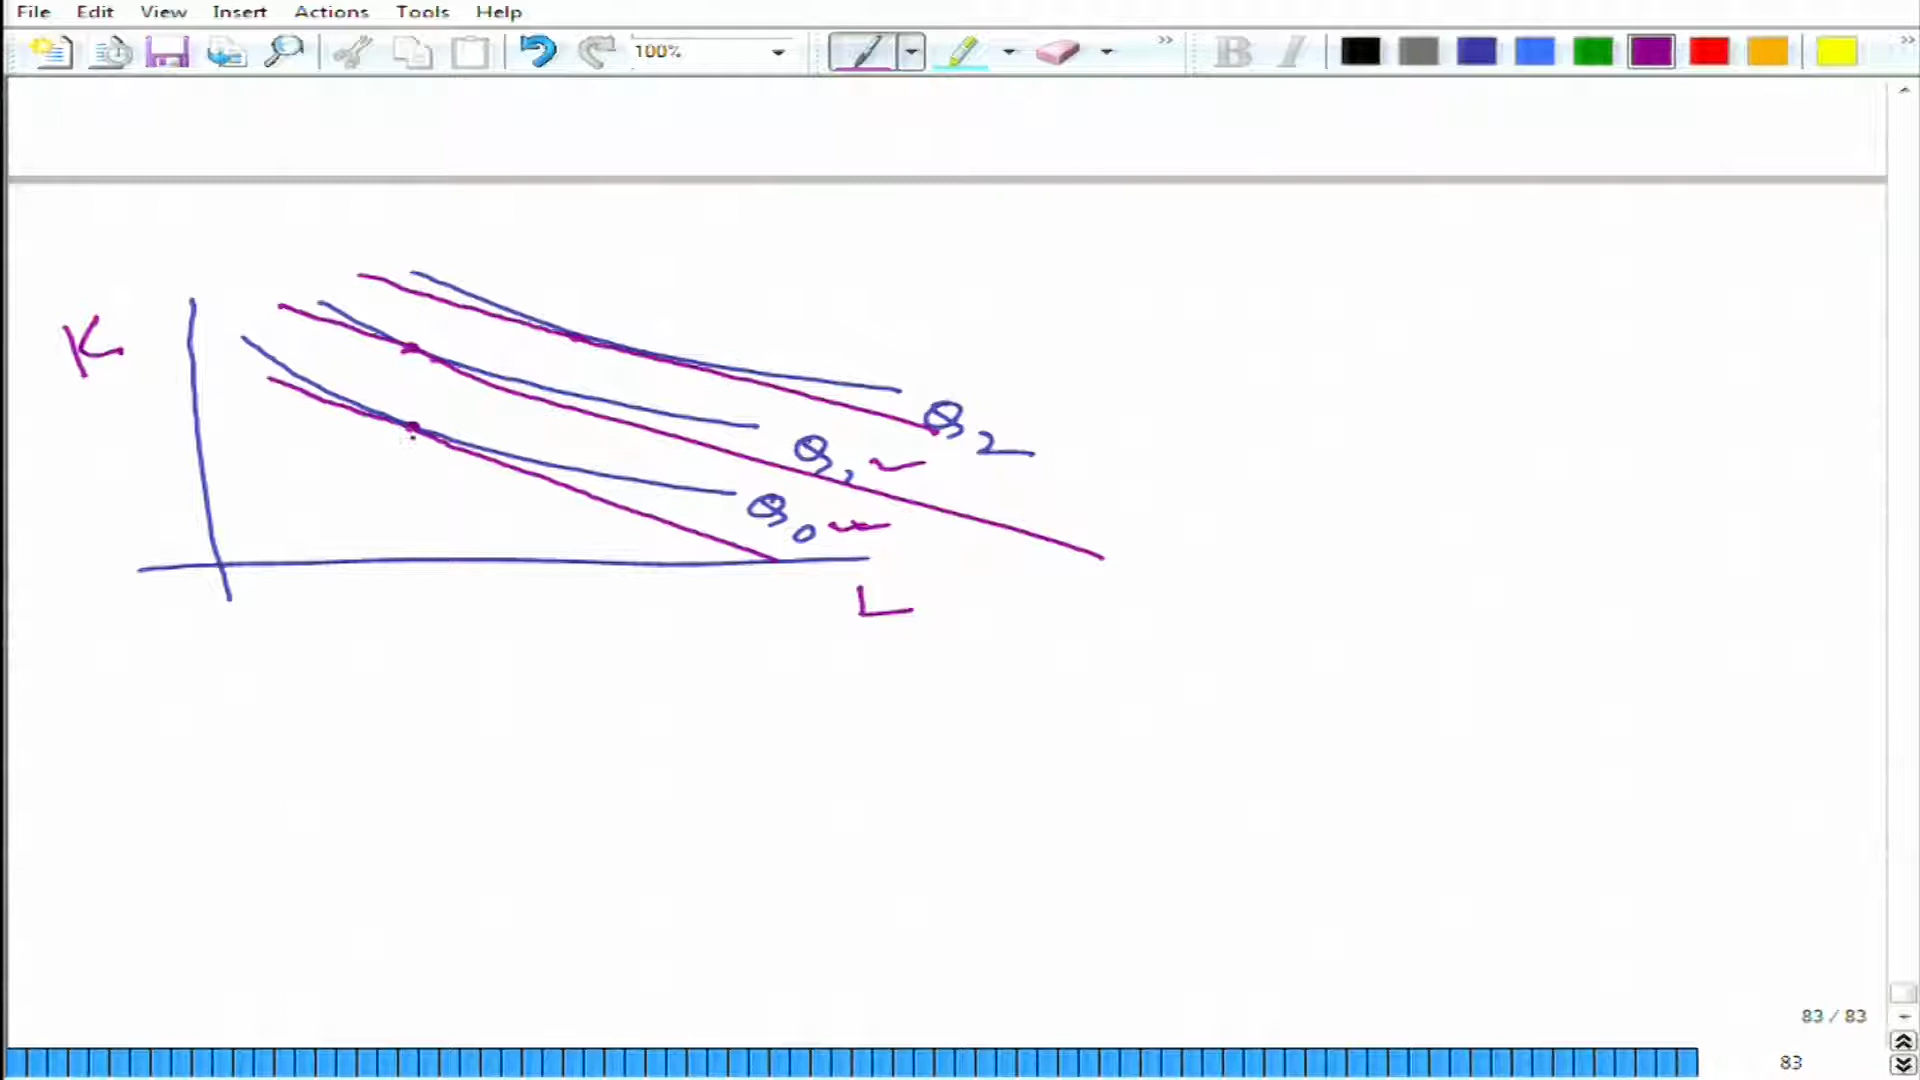 File Edit View Insert Actions Tools Help
100% B I
K
Q2
Q1
Q0
L
83 / 83
83